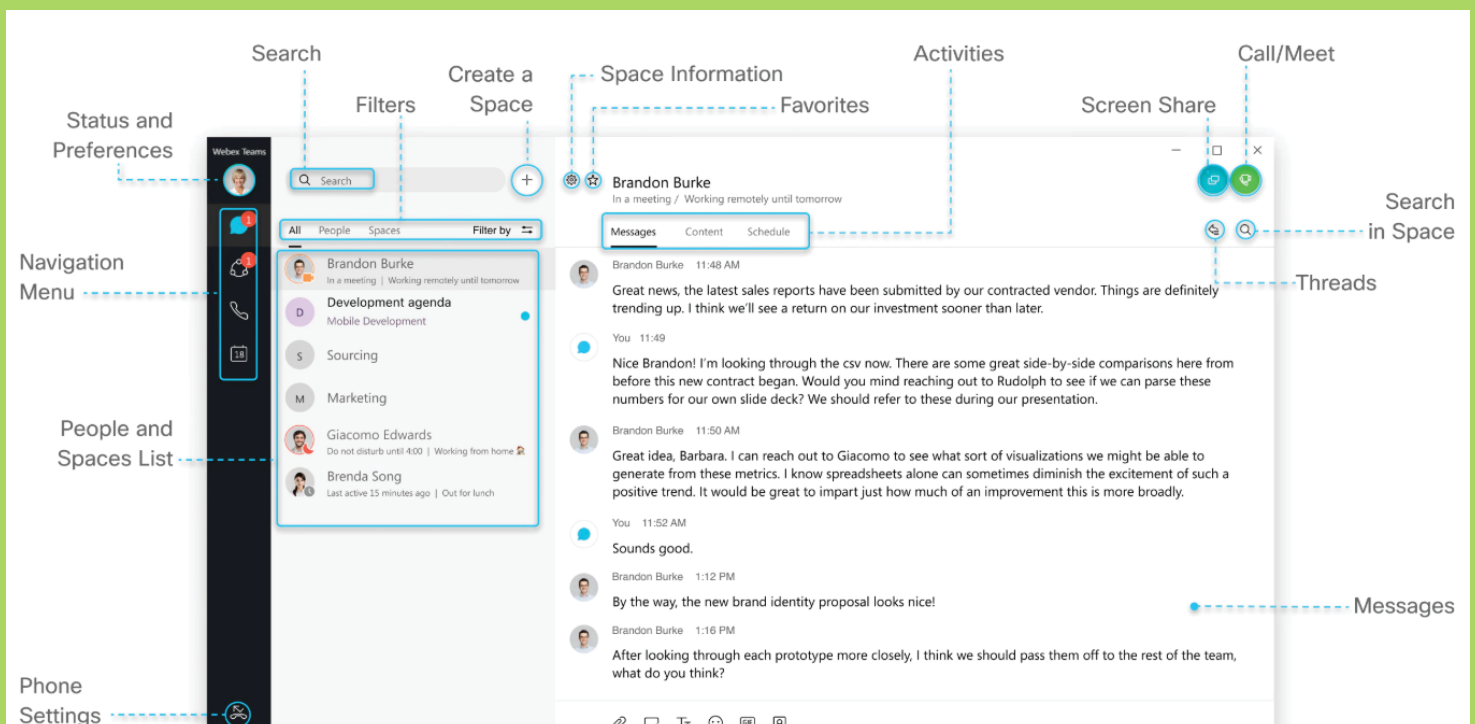 Search
Create a
Space
Filters
Space Information
Favorites
Activities
Call/Meet
Screen Share
Status and
Preferences
Navigation
Menu
People and
Spaces List
Phone
Settings
Search
in Space
Threads
Messages
Webex Teams
1
1
18
Search
All People Spaces Filter by
Brandon Burke
In a meeting | Working remotely until tomorrow
D
Development agenda
Mobile Development
S
Sourcing
M
Marketing
Giacomo Edwards
Do not disturb until 4:00 | Working from home
Brenda Song
Last active 15 minutes ago | Out for lunch
Brandon Burke
In a meeting / Working remotely until tomorrow
Messages Content Schedule
Brandon Burke 11:48 AM
Great news, the latest sales reports have been submitted by our contracted vendor. Things are definitely
trending up. I think we'll see a return on our investment sooner than later.
You 11:49
Nice Brandon! I'm looking through the csv now. There are some great side-by-side comparisons here from
before this new contract began. Would you mind reaching out to Rudolph to see if we can parse these
numbers for our own slide deck? We should refer to these during our presentation.
Brandon Burke 11:50 AM
Great idea, Barbara. I can reach out to Giacomo to see what sort of visualizations we might be able to
generate from these metrics. I know spreadsheets alone can sometimes diminish the excitement of such a
positive trend. It would be great to impart just how much of an improvement this is more broadly.
You 11:52 AM
Sounds good.
Brandon Burke 1:12 PM
By the way, the new brand identity proposal looks nice!
Brandon Burke 1:16 PM
After looking through each prototype more closely, I think we should pass them off to the rest of the team,
what do you think?